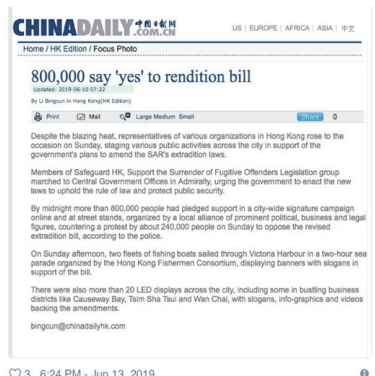 CHINADAILY 中国日报网
.COM.CN
US | EUROPE | AFRICA | ASIA | 中文
Home / HK Edition / Focus Photo
800,000 say 'yes' to rendition bill
Updated: 2019-06-10 07:22
By Li Bingcun in Hong Kong(HK Edition)
Print Mail Large Medium Small Share 0
Despite the blazing heat, representatives of various organizations in Hong Kong rose to the
occasion on Sunday, staging various public activities across the city in support of the
government's plans to amend the SAR's extradition laws.
Members of Safeguard HK, Support the Surrender of Fugitive Offenders Legislation group
marched to Central Government Offices in Admiralty, urging the government to enact the new
laws to uphold the rule of law and protect public security.
By midnight more than 800,000 people had pledged support in a city-wide signature campaign
online and at street stands, organized by a local alliance of prominent political, business and legal
figures, countering a protest by about 240,000 people on Sunday to oppose the revised
extradition bill, according to the police.
On Sunday afternoon, two fleets of fishing boats sailed through Victoria Harbour in a two-hour sea
parade organized by the Hong Kong Fishermen Consortium, displaying banners with slogans in
support of the bill.
There were also more than 20 LED displays across the city, including some in bustling business
districts like Causeway Bay, Tsim Sha Tsui and Wan Chai, with slogans, info-graphics and videos
backing the amendments.
bingcun@chinadailyhk.com
3 6:24 PM - Jun 13, 2019